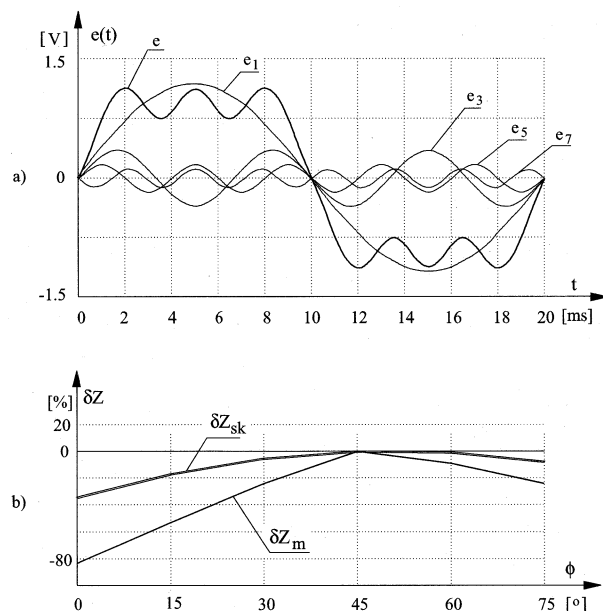 [V] e(t)
e
e1
1.5
e3
e5
e7
a) 0
-1.5
t
0 2 4 6 8 10 12 14 16 18 20 [ms]
[%] δZ
20
δZsk
0
b)
δZm
-80
ϕ
0 15 30 45 60 75 [o]